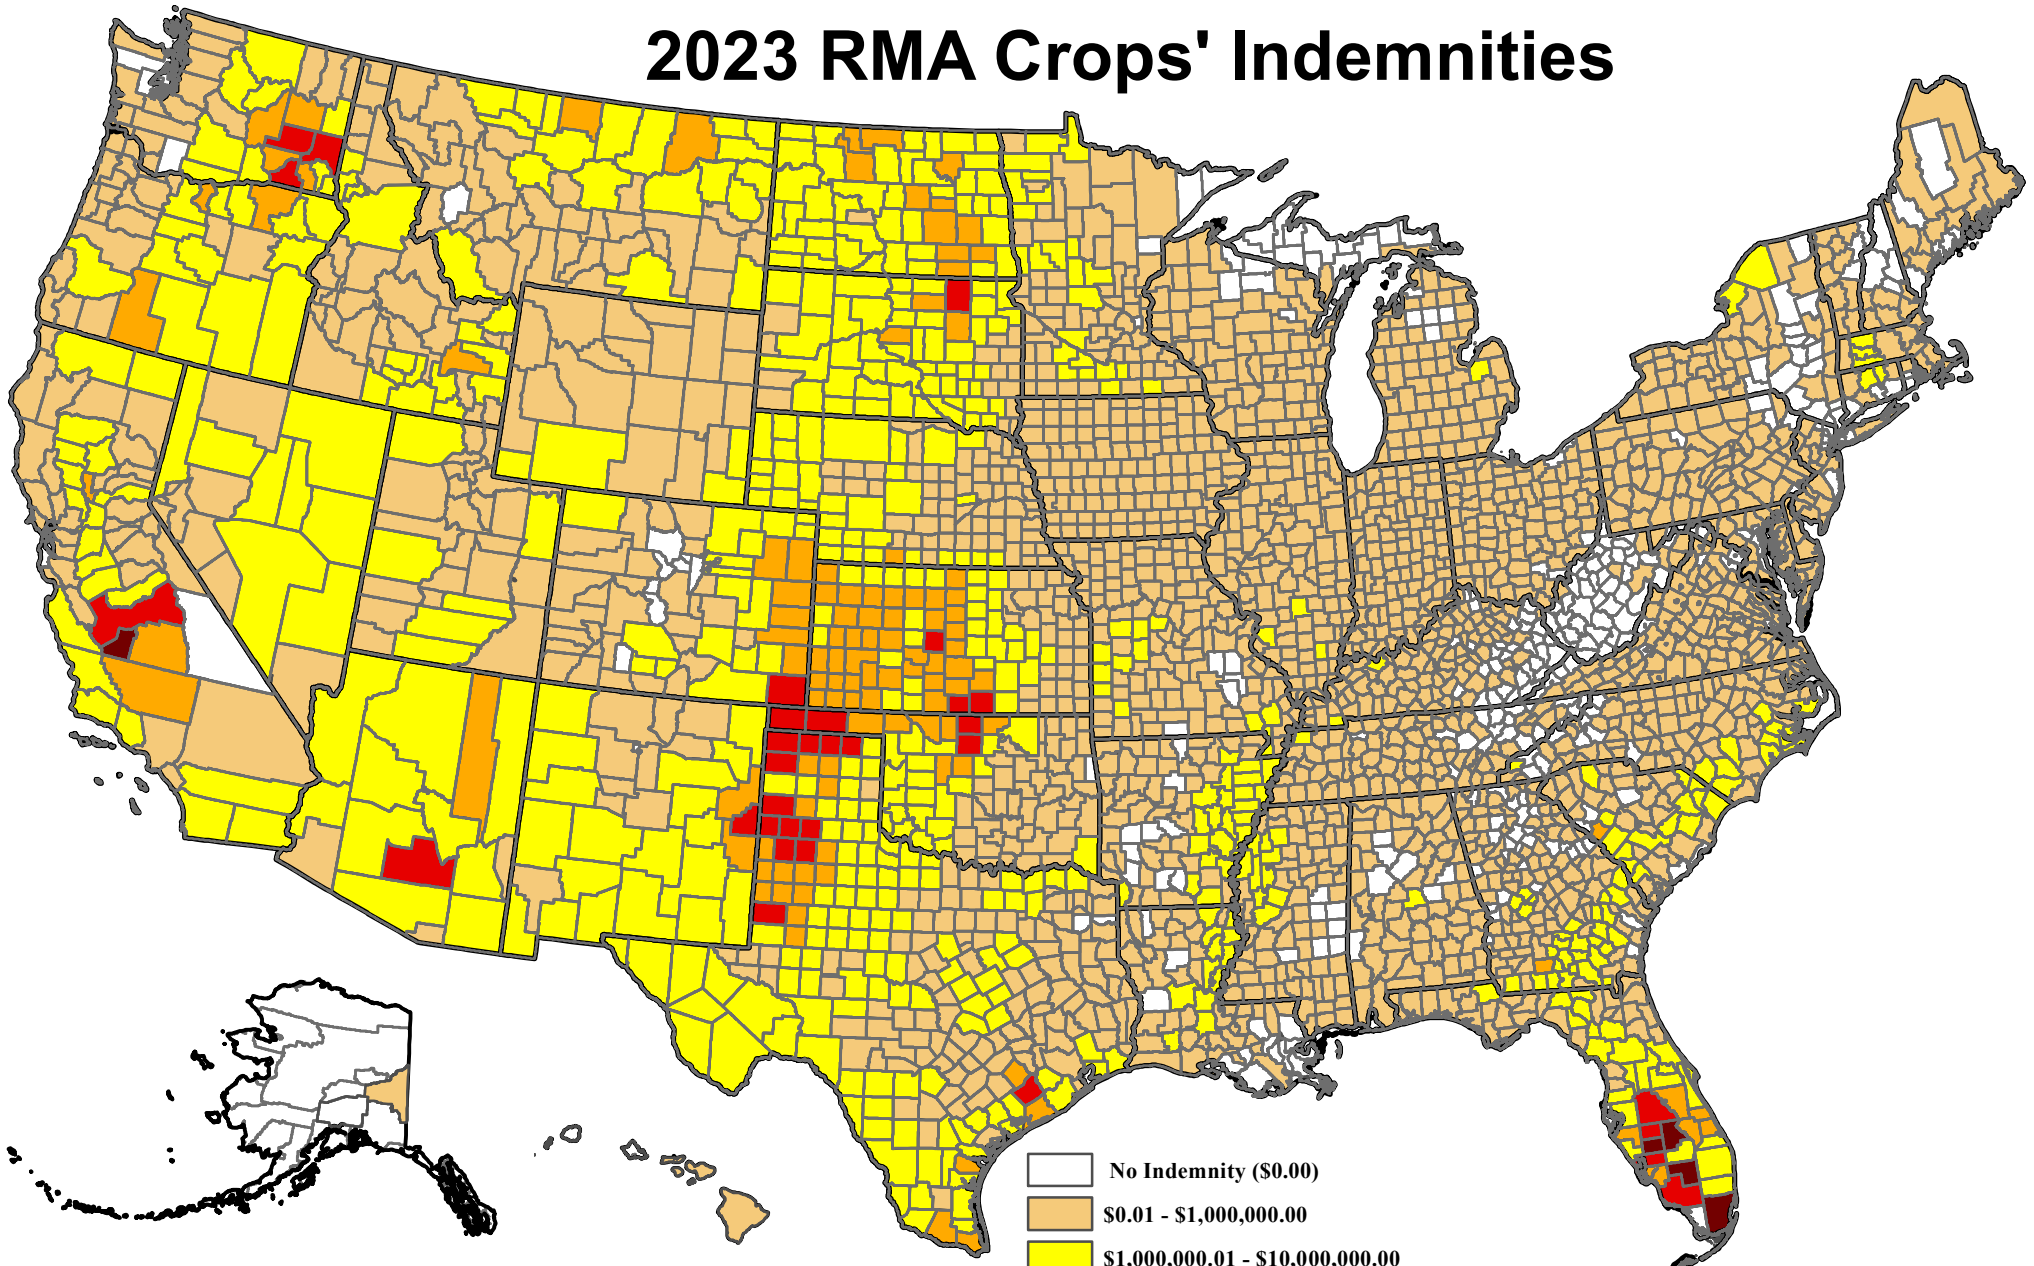 2023 RMA Crops' Indemnities
No Indemnity ($0.00)
$0.01 - $1,000,000.00
$1,000,000.01 - $10,000,000.00